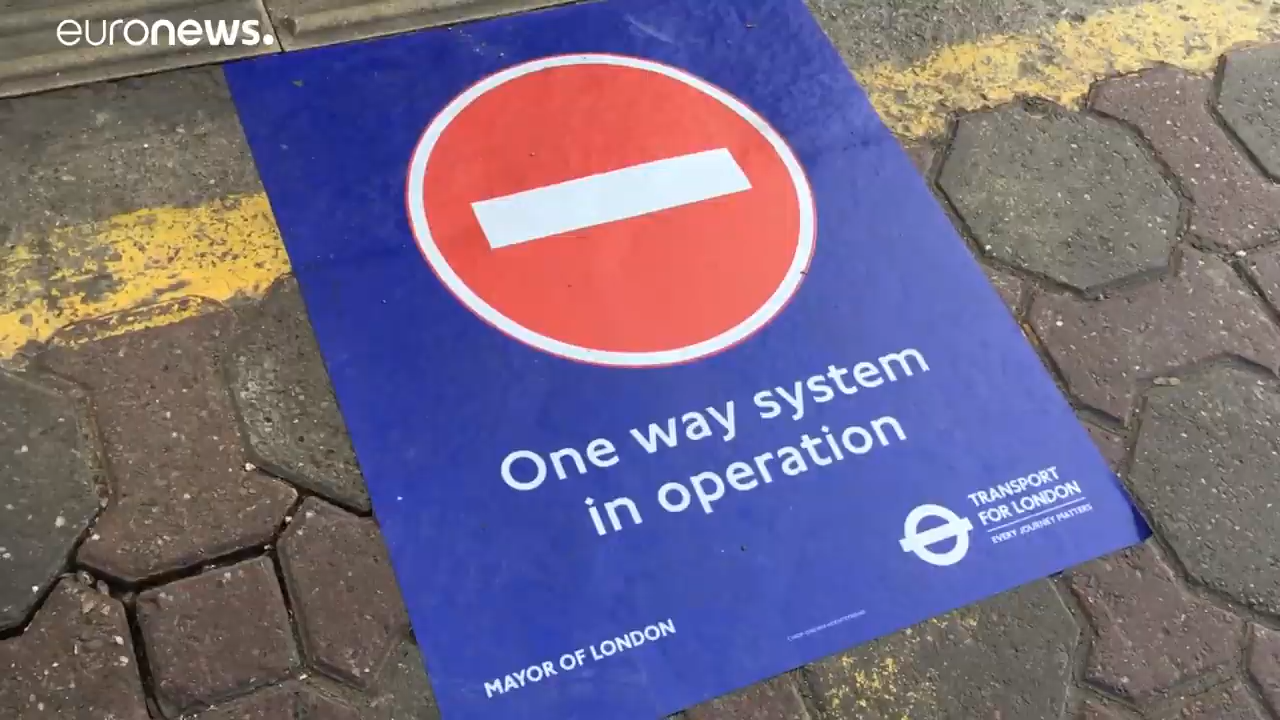 euronews.
One way system
in operation
TRANSPORT
FOR LONDON
EVERY JOURNEY MATTERS
MAYOR OF LONDON